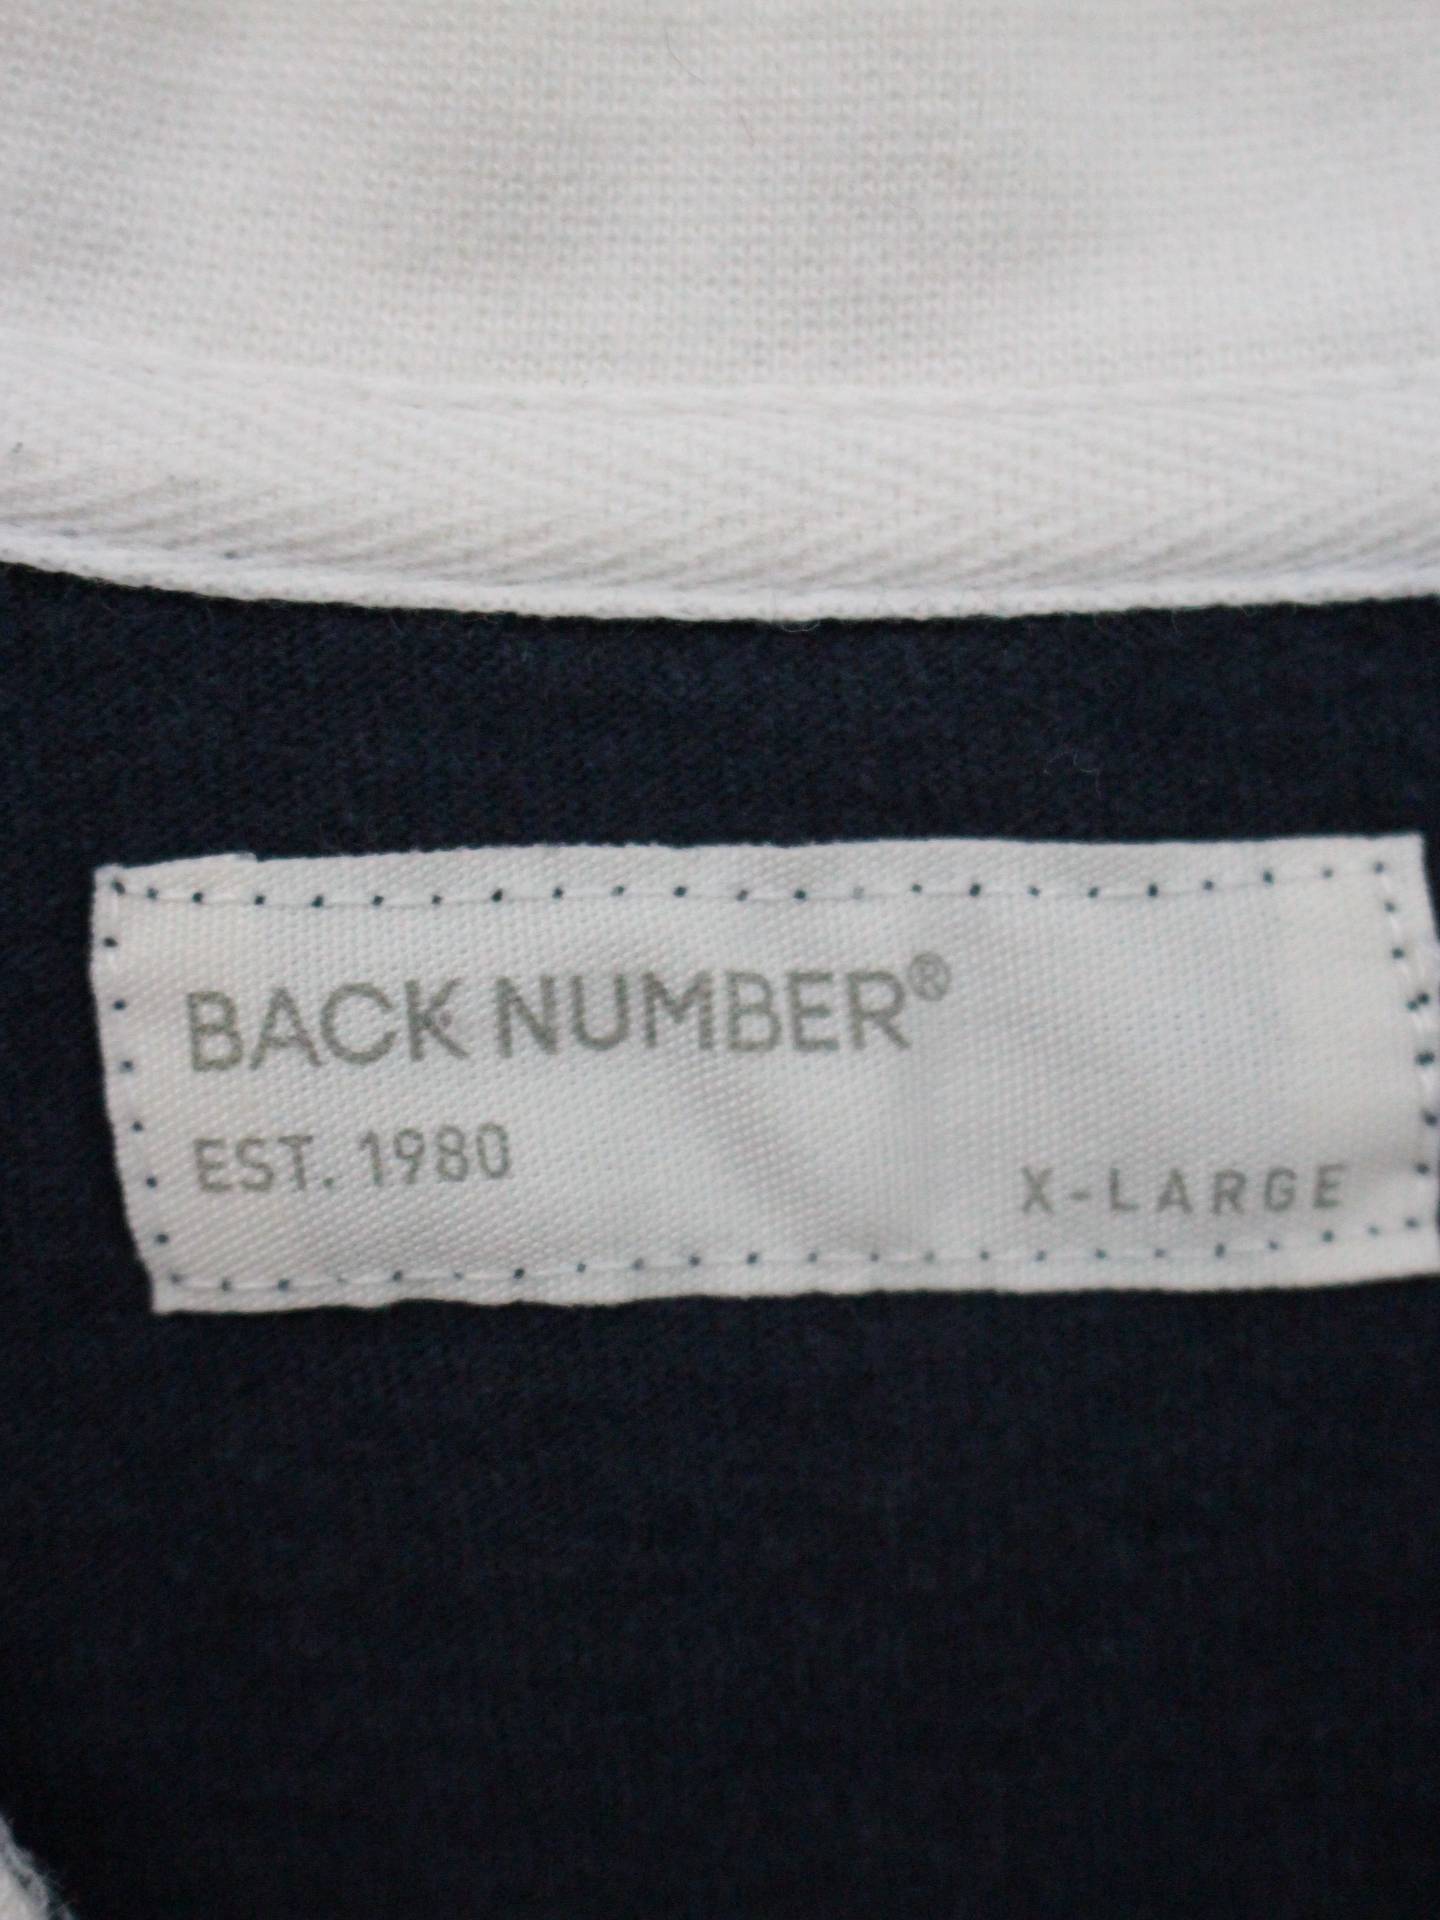 BACK NUMBER®
EST. 1980
X-LARGE